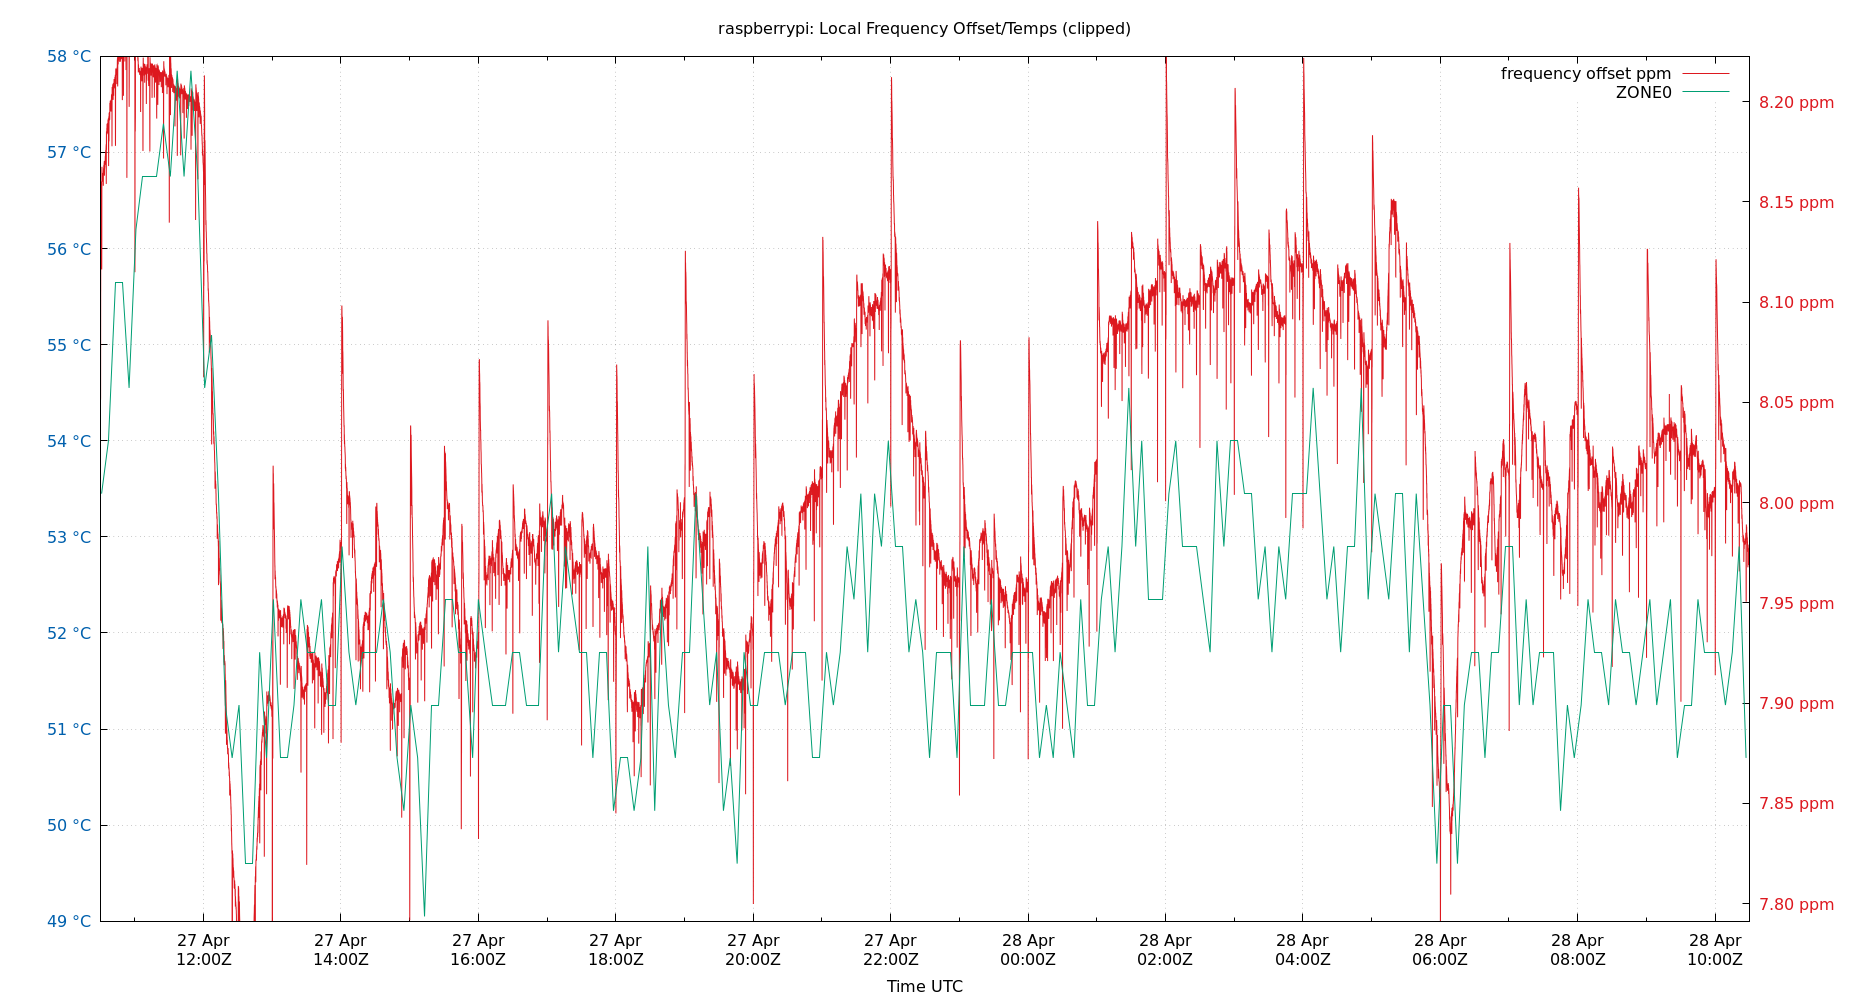 raspberrypi: Local Frequency Offset/Temps (clipped)
frequency offset ppm
ZONE0
58 °C
57 °C
56 °C
55 °C
54 °C
53 °C
52 °C
51 °C
50 °C
49 °C
8.20 ppm
8.15 ppm
8.10 ppm
8.05 ppm
8.00 ppm
7.95 ppm
7.90 ppm
7.85 ppm
7.80 ppm
27 Apr
12:00Z
27 Apr
14:00Z
27 Apr
16:00Z
27 Apr
18:00Z
27 Apr
20:00Z
27 Apr
22:00Z
28 Apr
00:00Z
28 Apr
02:00Z
28 Apr
04:00Z
28 Apr
06:00Z
28 Apr
08:00Z
28 Apr
10:00Z
Time UTC